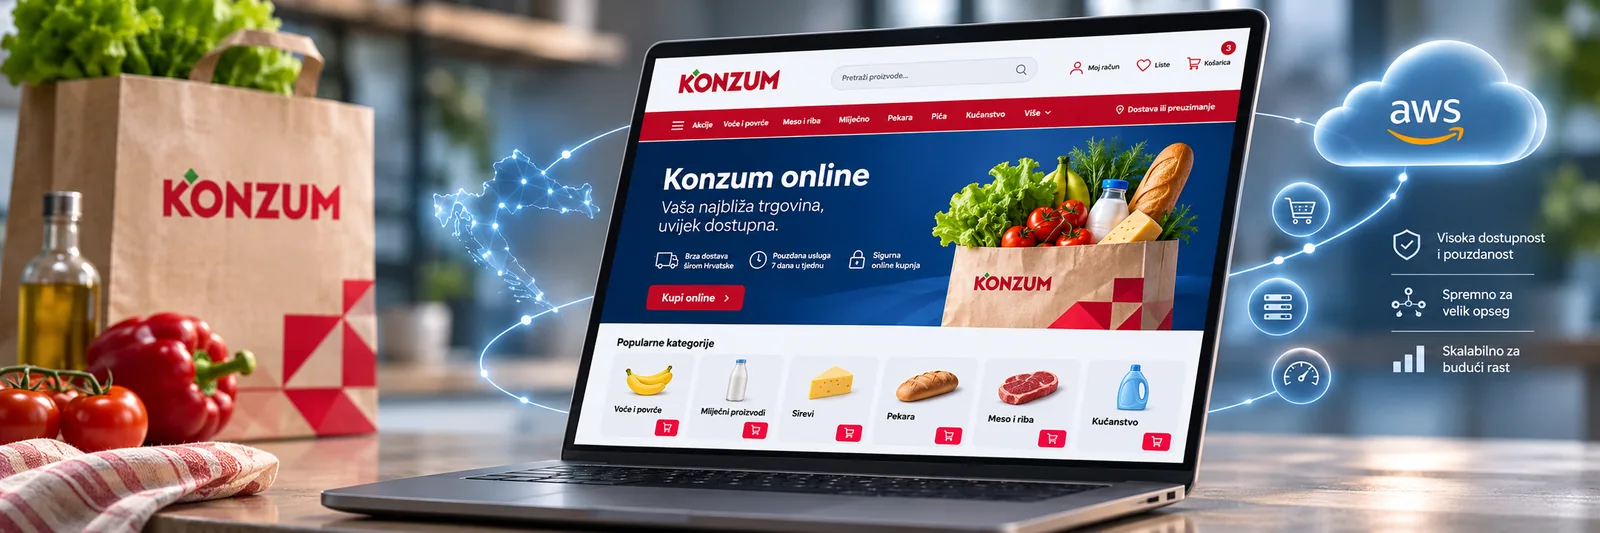 KONZUM
KONZUM
Pretraži proizvode...
Moj račun
Liste
3
Košarica
Akcije
Voće i povrće
Meso i riba
Mliječno
Pekara
Pića
Kućanstvo
Više
Dostava ili preuzimanje
Konzum online
Vaša najbliža trgovina,
uvijek dostupna.
Brza dostava
širom Hrvatske
Pouzdana usluga
7 dana u tjednu
Sigurna
online kupnja
Kupi online
KONZUM
Popularne kategorije
Voće i povrće
Mliječni proizvodi
Sirevi
Pekara
Meso i riba
Kućanstvo
aws
Visoka dostupnost
i pouzdanost
Spremno za
velik opseg
Skalabilno za
budući rast